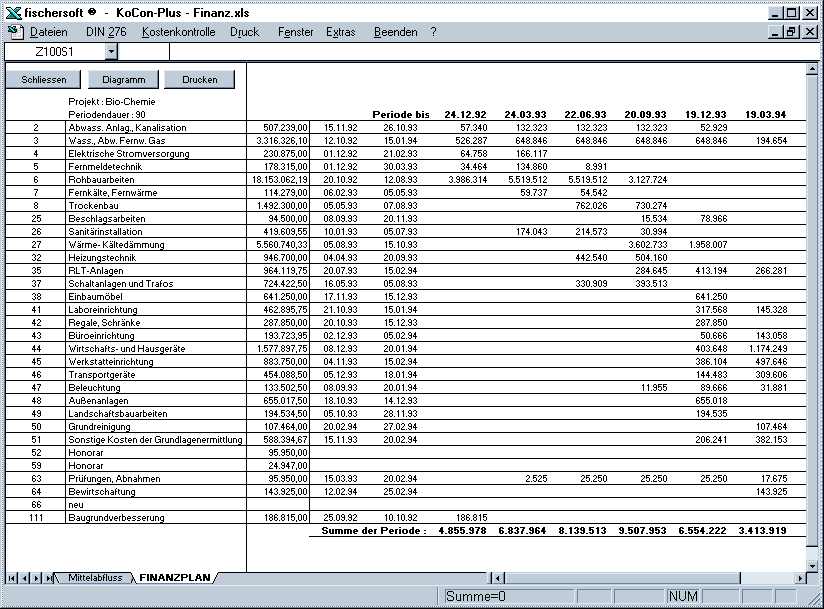 fischersoft ® - KoCon-Plus - Finanz.xls
Dateien DIN 276 Kostenkontrolle Druck Fenster Extras Beenden ?
Z100S1
Schliessen Diagramm Drucken
Projekt : Bio-Chemie
Periodendauer : 90 Periode bis 24.12.92 24.03.93 22.06.93 20.09.93 19.12.93 19.03.94
2 Abwass. Anlag., Kanalisation 507.239,00 15.11.92 26.10.93 57.340 132.323 132.323 132.323 52.929
3 Wass., Abw. Fernw. Gas 3.316.326,10 12.10.92 15.01.94 526.287 648.846 648.846 648.846 648.846 194.654
4 Elektrische Stromversorgung 230.875,00 01.12.92 21.02.93 64.758 166.117
5 Fernmeldetechnik 178.315,00 01.12.92 30.03.93 34.464 134.860 8.991
6 Rohbauarbeiten 18.153.062,19 20.10.92 12.08.93 3.986.314 5.519.512 5.519.512 3.127.724
7 Fernkälte, Fernwärme 114.279,00 06.02.93 05.05.93 59.737 54.542
8 Trockenbau 1.492.300,00 05.05.93 07.08.93 762.026 730.274
25 Beschlagsarbeiten 94.500,00 08.09.93 20.11.93 15.534 78.966
26 Sanitärinstallation 419.609,55 10.01.93 05.07.93 174.043 214.573 30.994
27 Wärme- Kältedämmung 5.560.740,33 05.08.93 15.10.93 3.602.733 1.958.007
32 Heizungstechnik 946.700,00 04.04.93 20.09.93 442.540 504.160
35 RLT-Anlagen 964.119,75 20.07.93 15.02.94 284.645 413.194 266.281
37 Schaltanlagen und Trafos 724.422,50 16.05.93 05.08.93 330.909 393.513
38 Einbaumöbel 641.250,00 17.11.93 15.12.93 641.250
41 Laboreinrichtung 462.895,75 21.10.93 15.01.94 317.568 145.328
42 Regale, Schränke 287.850,00 20.10.93 15.12.93 287.850
43 Büroeinrichtung 193.723,95 02.12.93 05.02.94 50.666 143.058
44 Wirtschafts- und Hausgeräte 1.577.897,75 08.12.93 20.01.94 403.648 1.174.249
45 Werkstatteinrichtung 883.750,00 04.11.93 15.02.94 386.104 497.646
46 Transportgeräte 454.088,50 05.12.93 18.01.94 144.483 309.606
47 Beleuchtung 133.502,50 08.09.93 20.01.94 11.955 89.666 31.881
48 Außenanlagen 655.017,50 18.10.93 14.12.93 655.018
49 Landschaftsbauarbeiten 194.534,50 05.10.93 28.11.93 194.535
50 Grundreinigung 107.464,00 20.02.94 27.02.94 107.464
51 Sonstige Kosten der Grundlagenermittlung 588.394,67 15.11.93 20.02.94 206.241 382.153
52 Honorar 95.950,00
59 Honorar 24.947,00
63 Prüfungen, Abnahmen 95.950,00 15.03.93 20.02.94 2.525 25.250 25.250 25.250 17.675
64 Bewirtschaftung 143.925,00 12.02.94 25.02.94 143.925
66 neu
111 Baugrundverbesserung 186.815,00 25.09.92 10.10.92 186.815
Summe der Periode : 4.855.978 6.837.964 8.139.513 9.507.953 6.554.222 3.413.919
Mittelabfluss FINANZPLAN
Summe=0 NUM